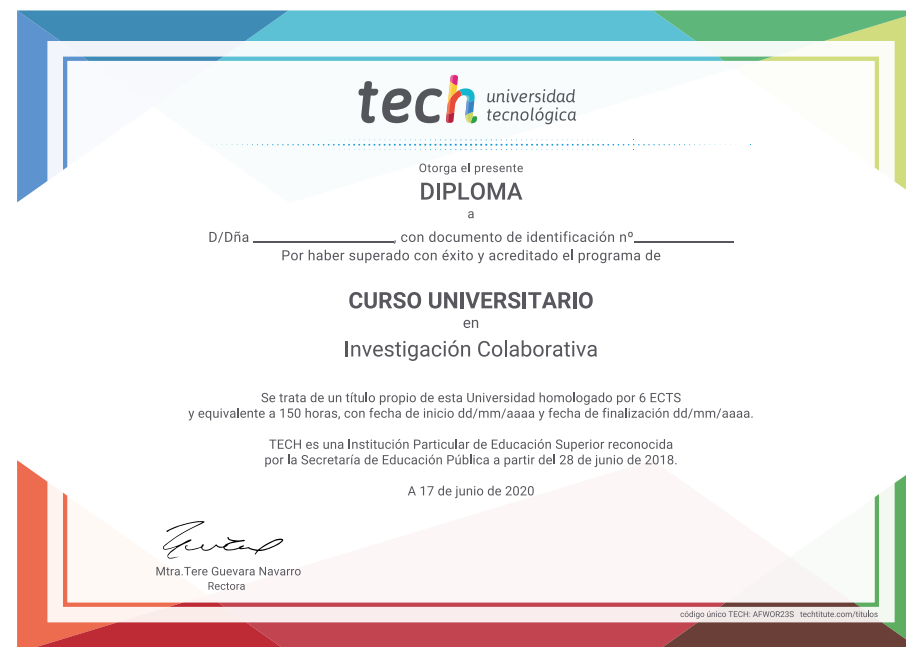 tech universidad
tecnológica
Otorga el presente
DIPLOMA
a
D/Dña ____________________, con documento de identificación nº______________
Por haber superado con éxito y acreditado el programa de
CURSO UNIVERSITARIO
en
Investigación Colaborativa
Se trata de un título propio de esta Universidad homologado por 6 ECTS
y equivalente a 150 horas, con fecha de inicio dd/mm/aaaa y fecha de finalización dd/mm/aaaa.
TECH es una Institución Particular de Educación Superior reconocida
por la Secretaría de Educación Pública a partir del 28 de junio de 2018.
A 17 de junio de 2020
Mtra.Tere Guevara Navarro
Rectora
código único TECH: AFWOR23S techtitute.com/titulos